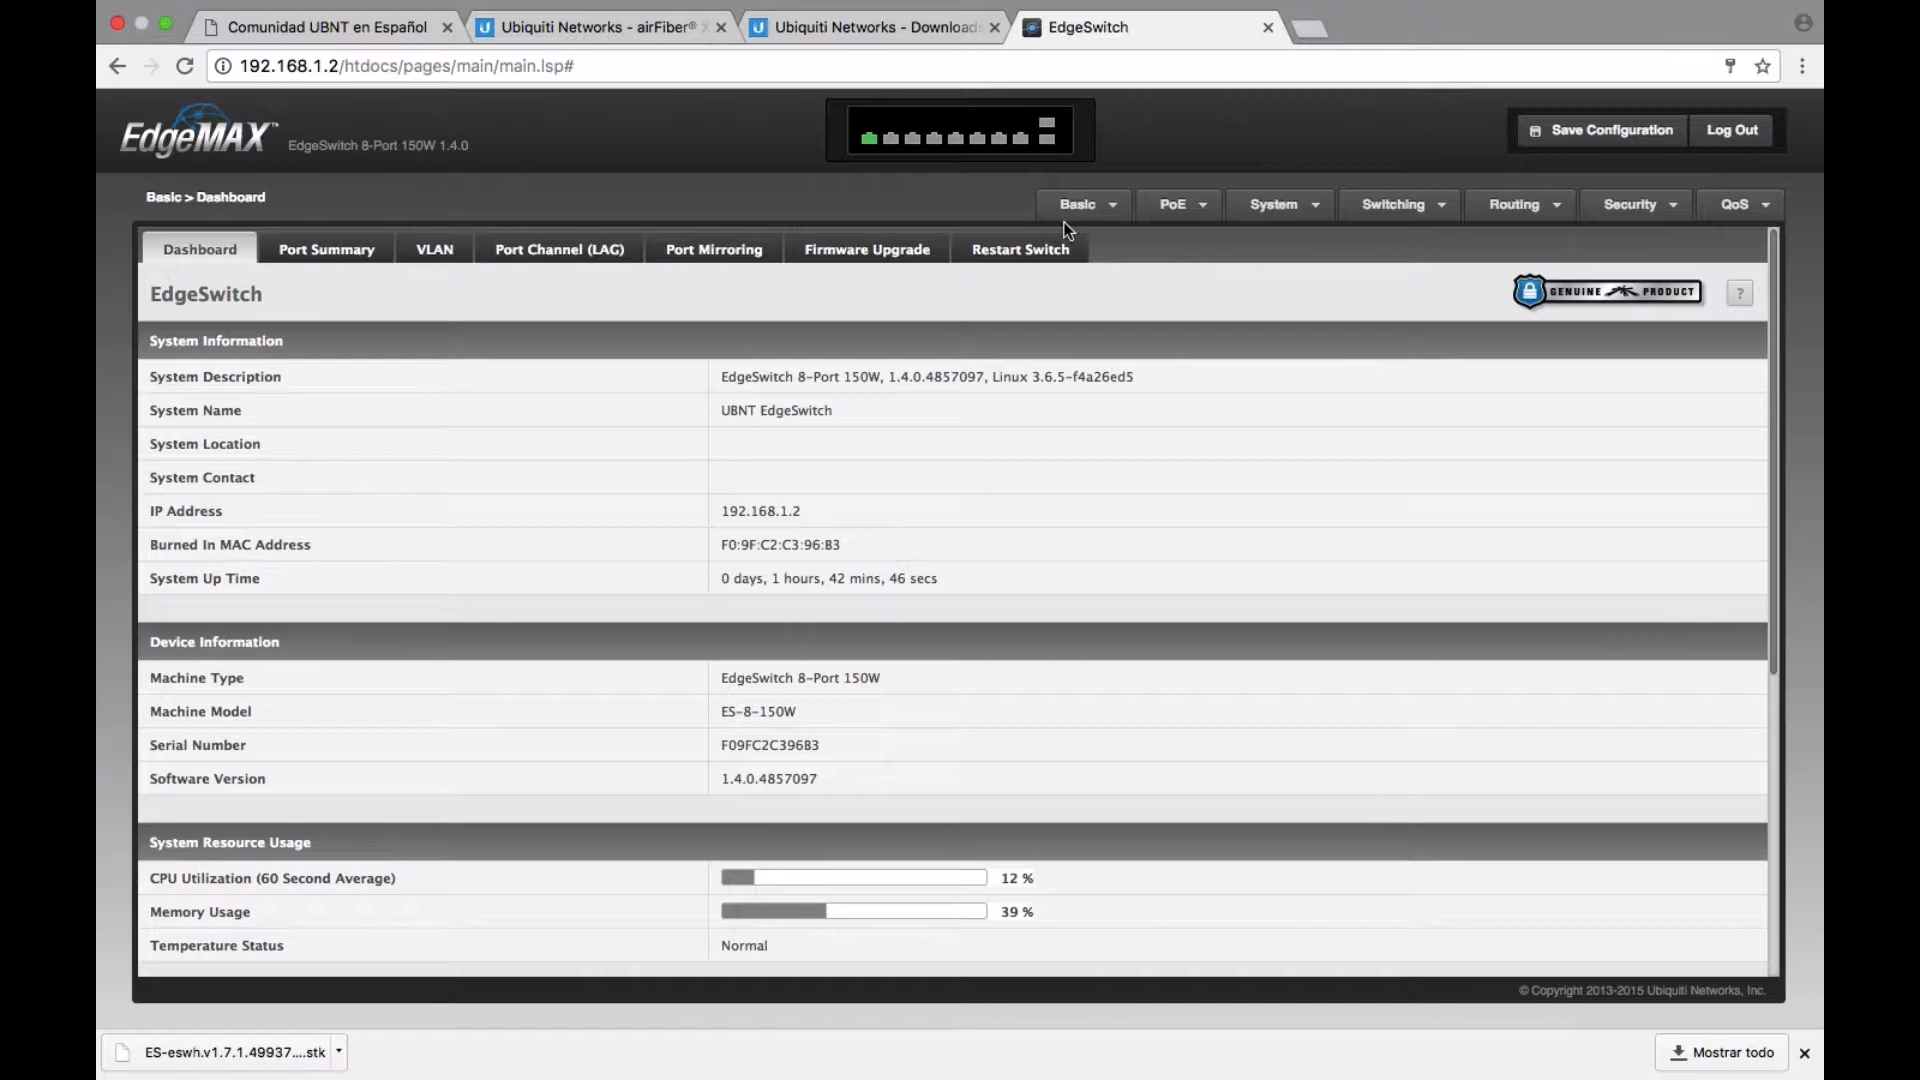 Comunidad UBNT en Español
Ubiquiti Networks - airFiber®
Ubiquiti Networks - Download
EdgeSwitch
192.168.1.2/htdocs/pages/main/main.lsp#
EdgeMAX™
EdgeSwitch 8-Port 150W 1.4.0
Save Configuration
Log Out
Basic > Dashboard
Basic
PoE
System
Switching
Routing
Security
QoS
Dashboard
Port Summary
VLAN
Port Channel (LAG)
Port Mirroring
Firmware Upgrade
Restart Switch
EdgeSwitch
GENUINE PRODUCT
?
System Information
System Description EdgeSwitch 8-Port 150W, 1.4.0.4857097, Linux 3.6.5-f4a26ed5
System Name UBNT EdgeSwitch
System Location
System Contact
IP Address 192.168.1.2
Burned In MAC Address F0:9F:C2:C3:96:B3
System Up Time 0 days, 1 hours, 42 mins, 46 secs
Device Information
Machine Type EdgeSwitch 8-Port 150W
Machine Model ES-8-150W
Serial Number F09FC2C396B3
Software Version 1.4.0.4857097
System Resource Usage
CPU Utilization (60 Second Average) 12 %
Memory Usage 39 %
Temperature Status Normal
© Copyright 2013-2015 Ubiquiti Networks, Inc.
ES-eswh.v1.7.1.49937....stk
Mostrar todo